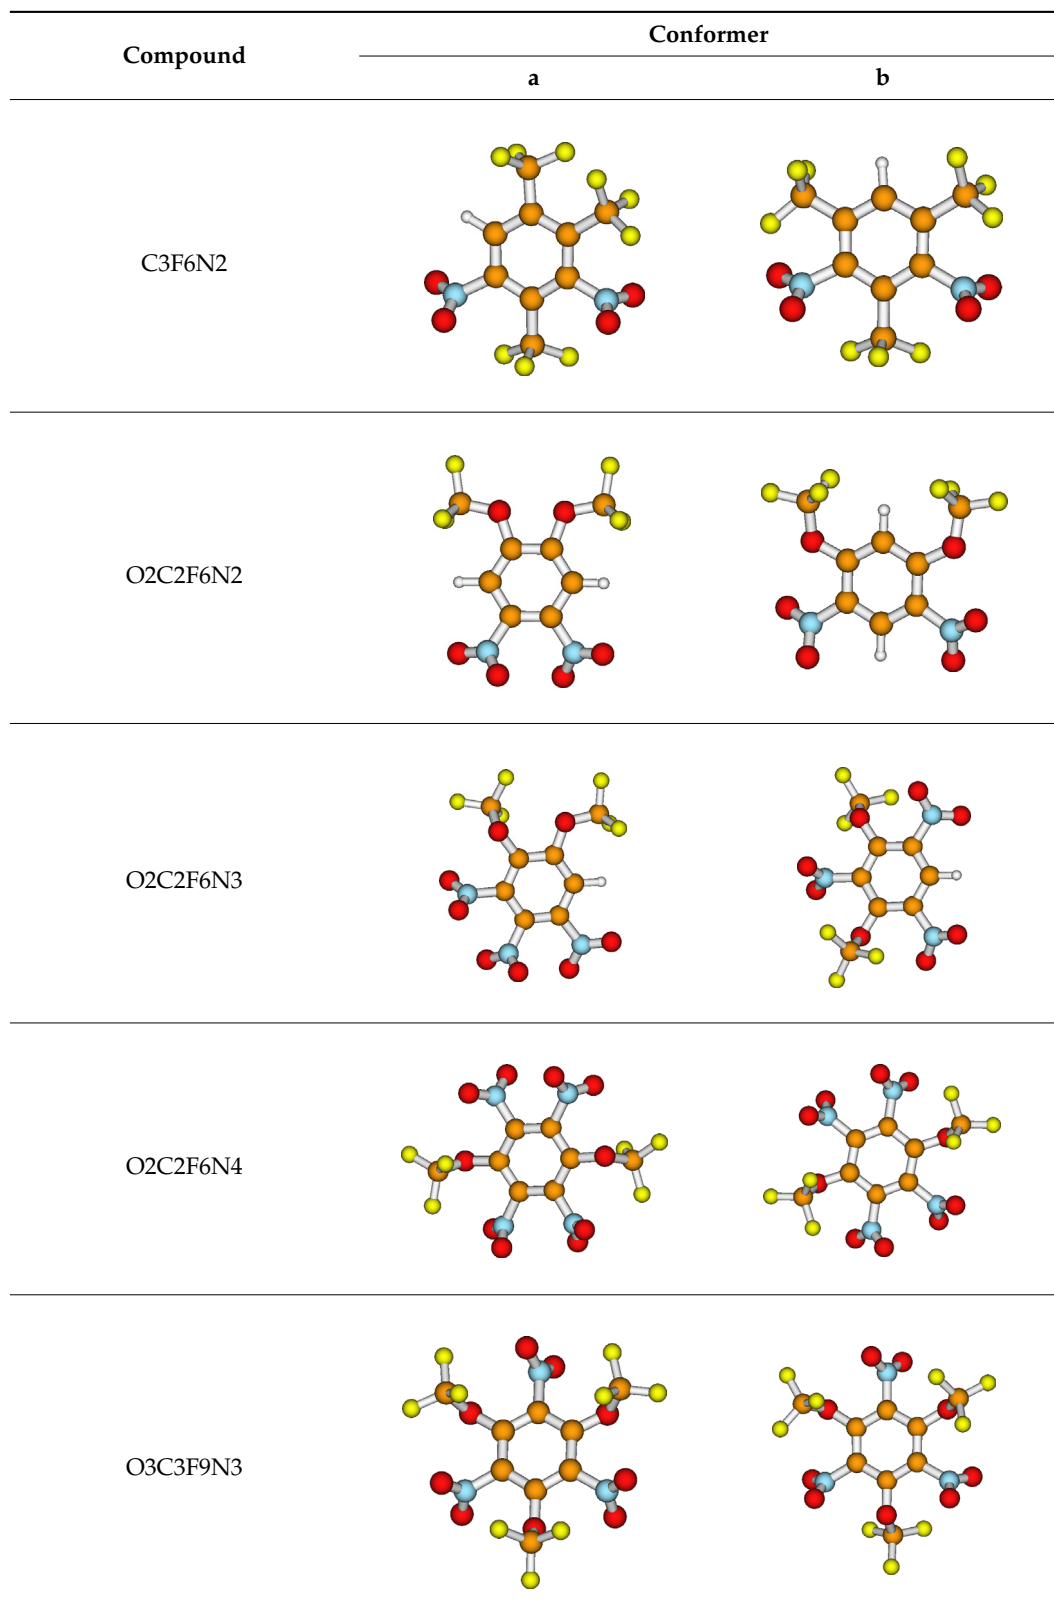 Compound
Conformer
a
b
C3F6N2
O2C2F6N2
O2C2F6N3
O2C2F6N4
O3C3F9N3